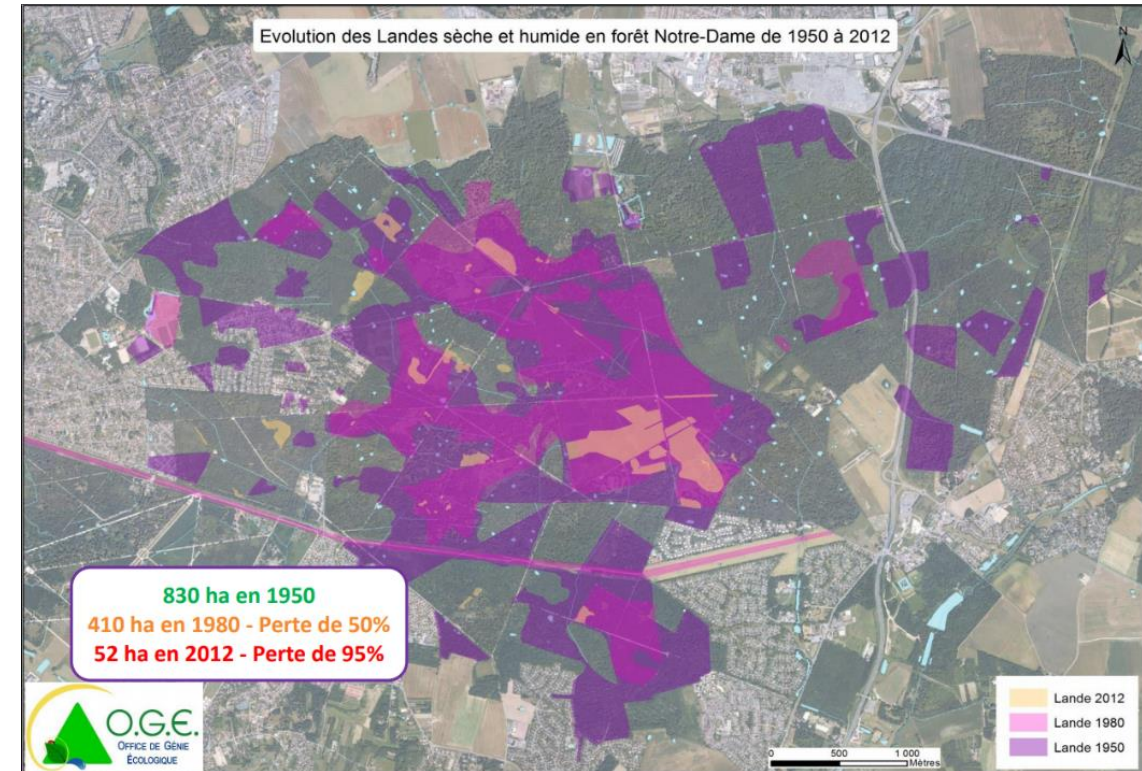 Evolution des Landes sèche et humide en forêt Notre-Dame de 1950 à 2012
N
830 ha en 1950
410 ha en 1980 - Perte de 50%
52 ha en 2012 - Perte de 95%
O.G.E.
OFFICE DE GÉNIE
ÉCOLOGIQUE
0 500 1 000
Mètres
Lande 2012
Lande 1980
Lande 1950